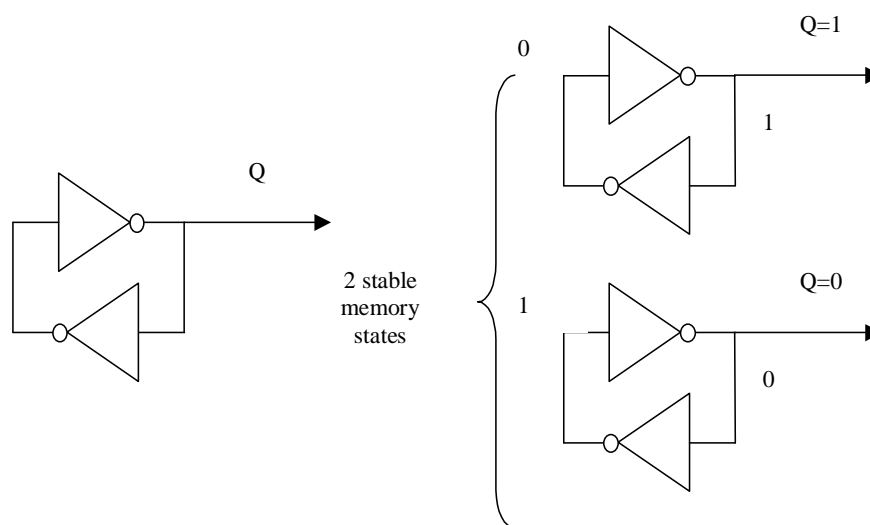 Q
2 stable
memory
states
0
Q=1
1
1
Q=0
0